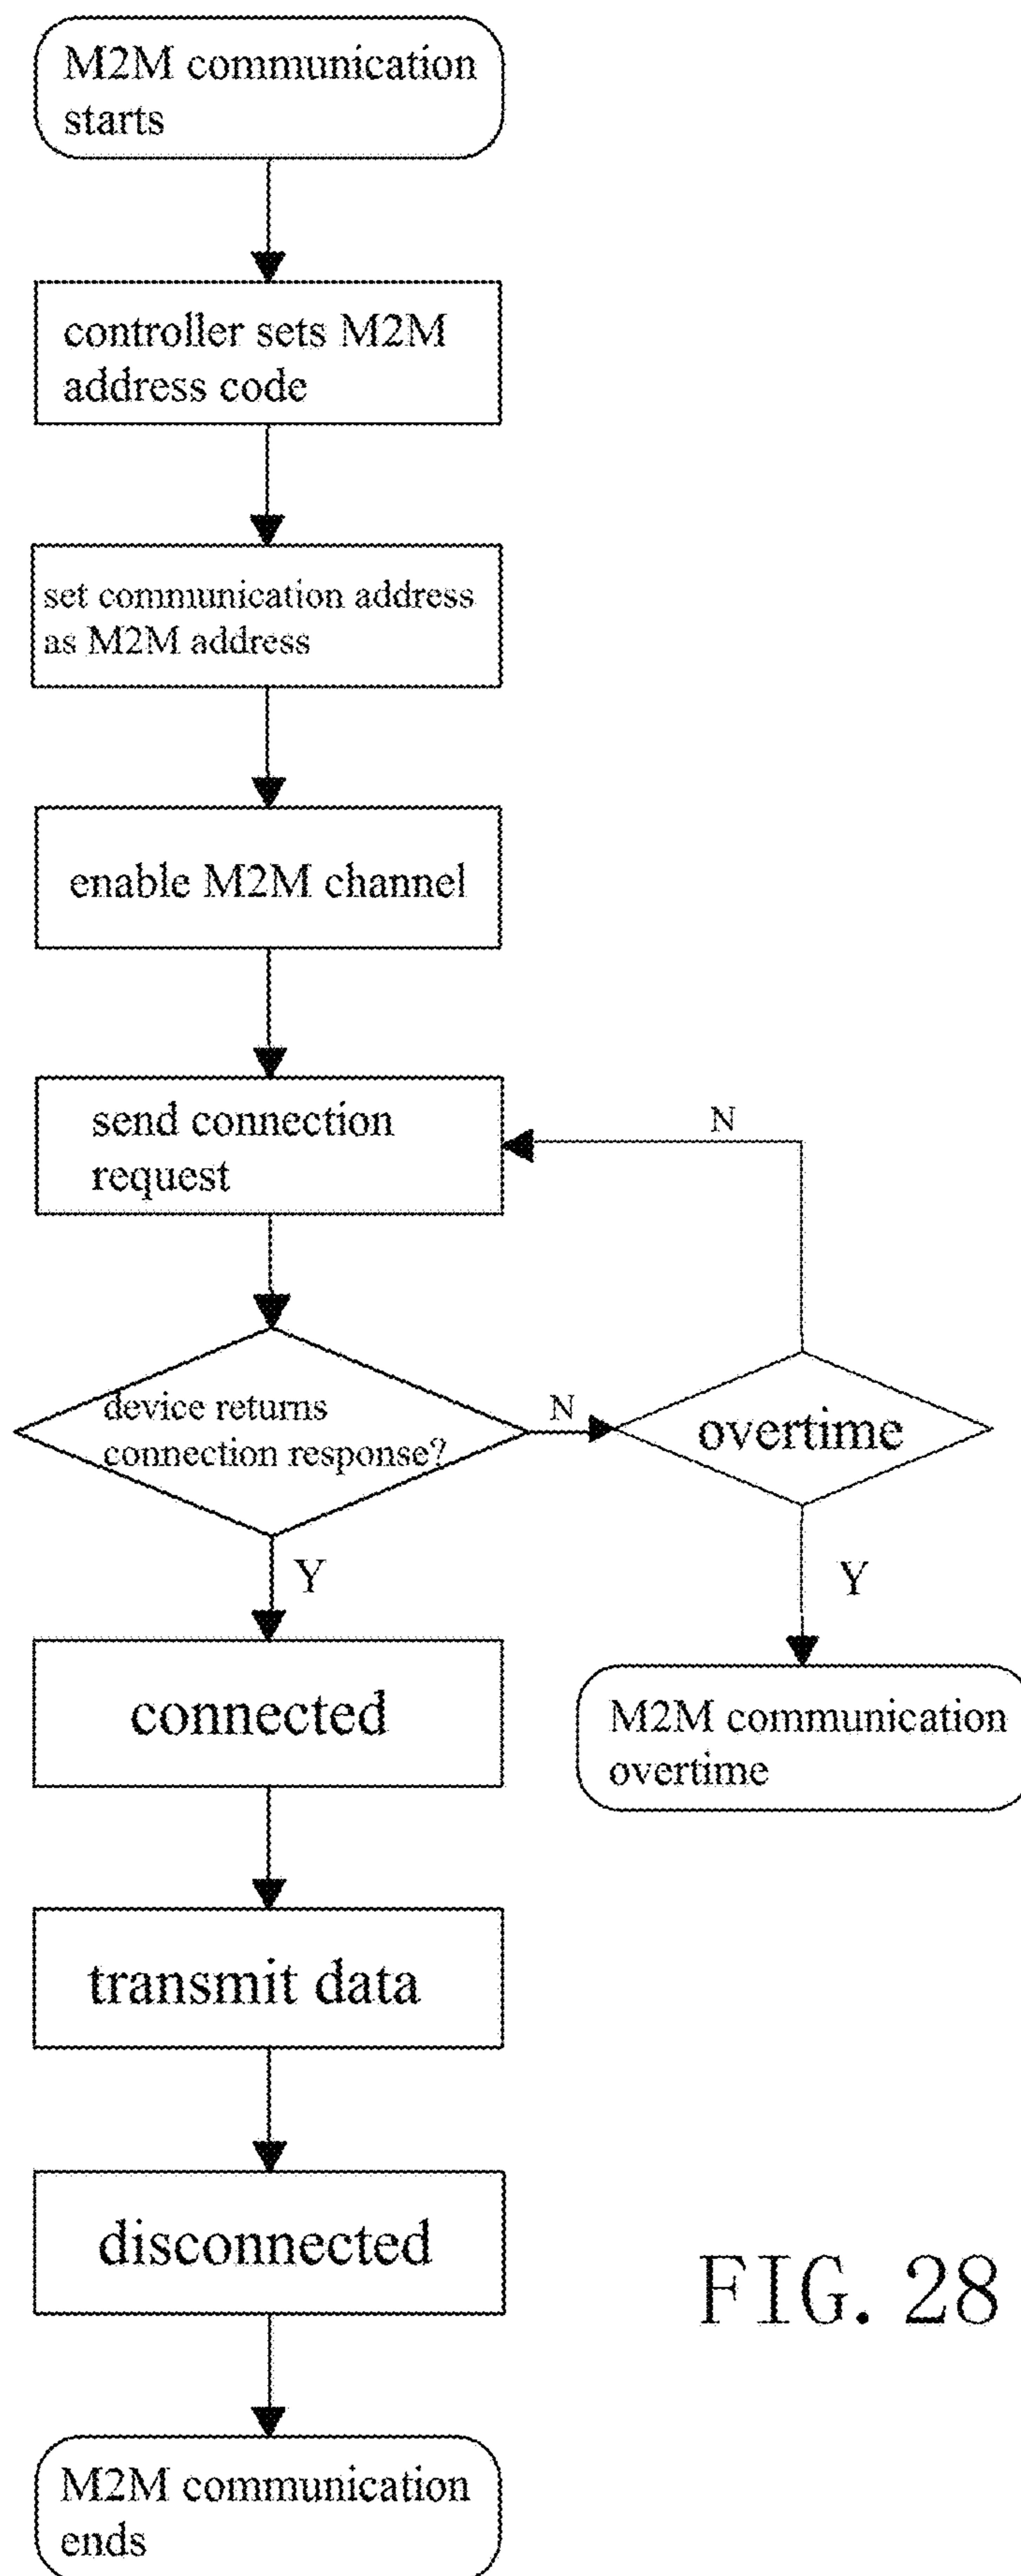 M2M communication
starts
controller sets M2M
address code
set communication address
as M2M address
enable M2M channel
send connection
request
N
device returns
connection response?
N
overtime
Y
Y
connected
M2M communication
overtime
transmit data
disconnected
FIG. 28
M2M communication
ends